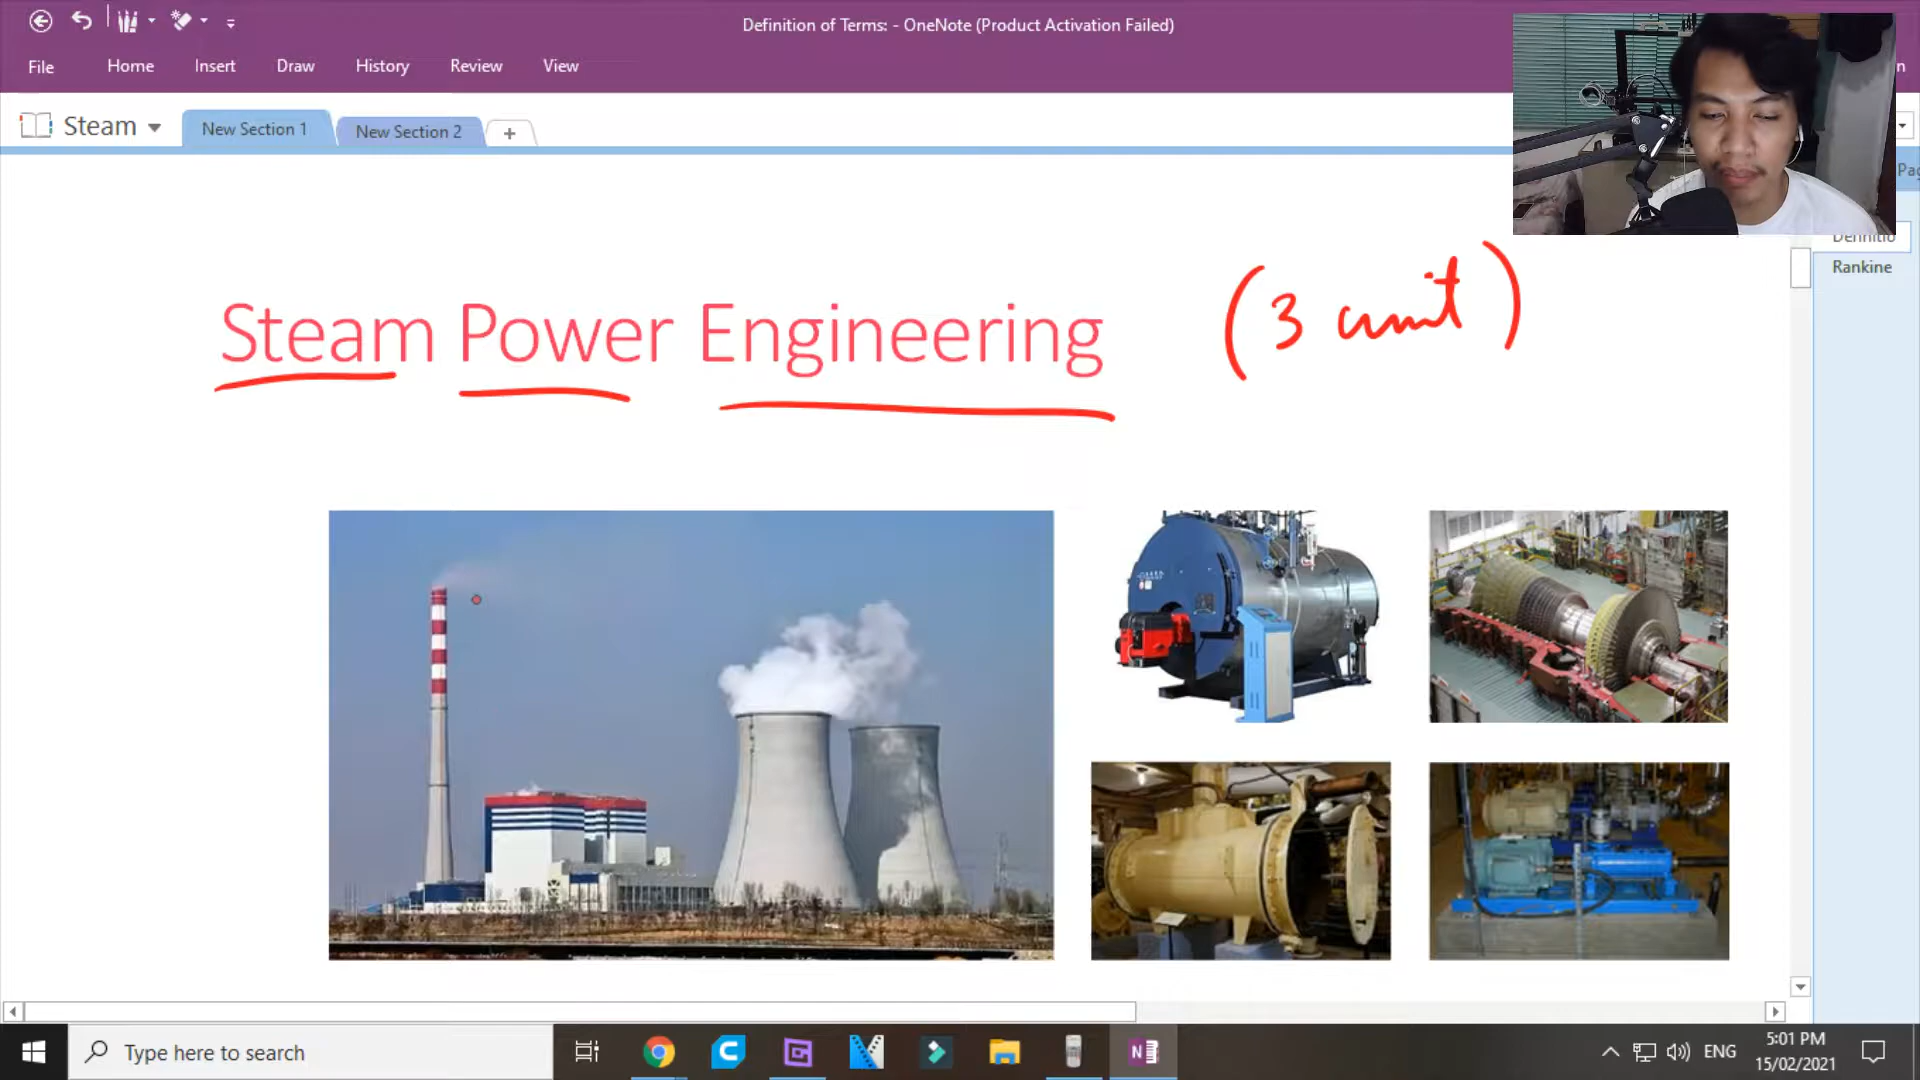 Definition of Terms: - OneNote (Product Activation Failed)
File Home Insert Draw History Review View
Steam New Section 1 New Section 2 +
Rankine
Steam Power Engineering (3 unit)
Type here to search
ENG
5:01 PM
15/02/2021